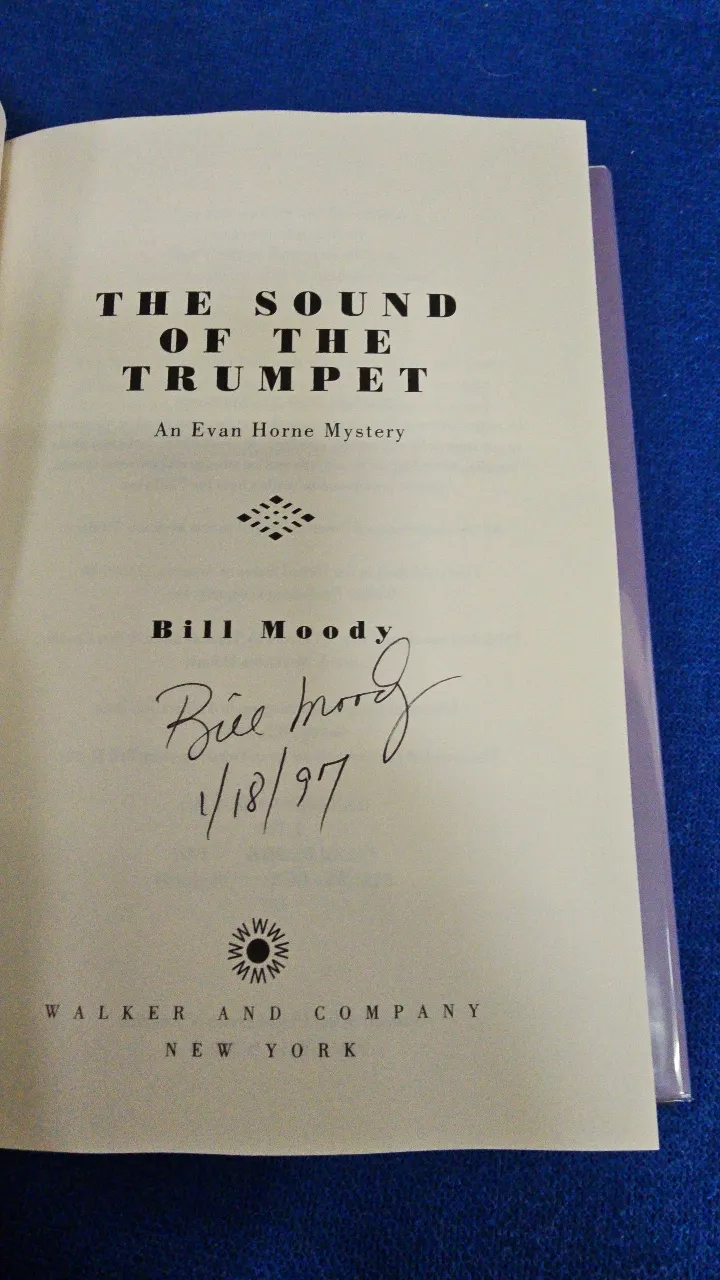 THE SOUND
OF THE
TRUMPET
An Evan Horne Mystery
Bill Moody
Bill Moody
1/18/97
WALKER AND COMPANY
NEW YORK